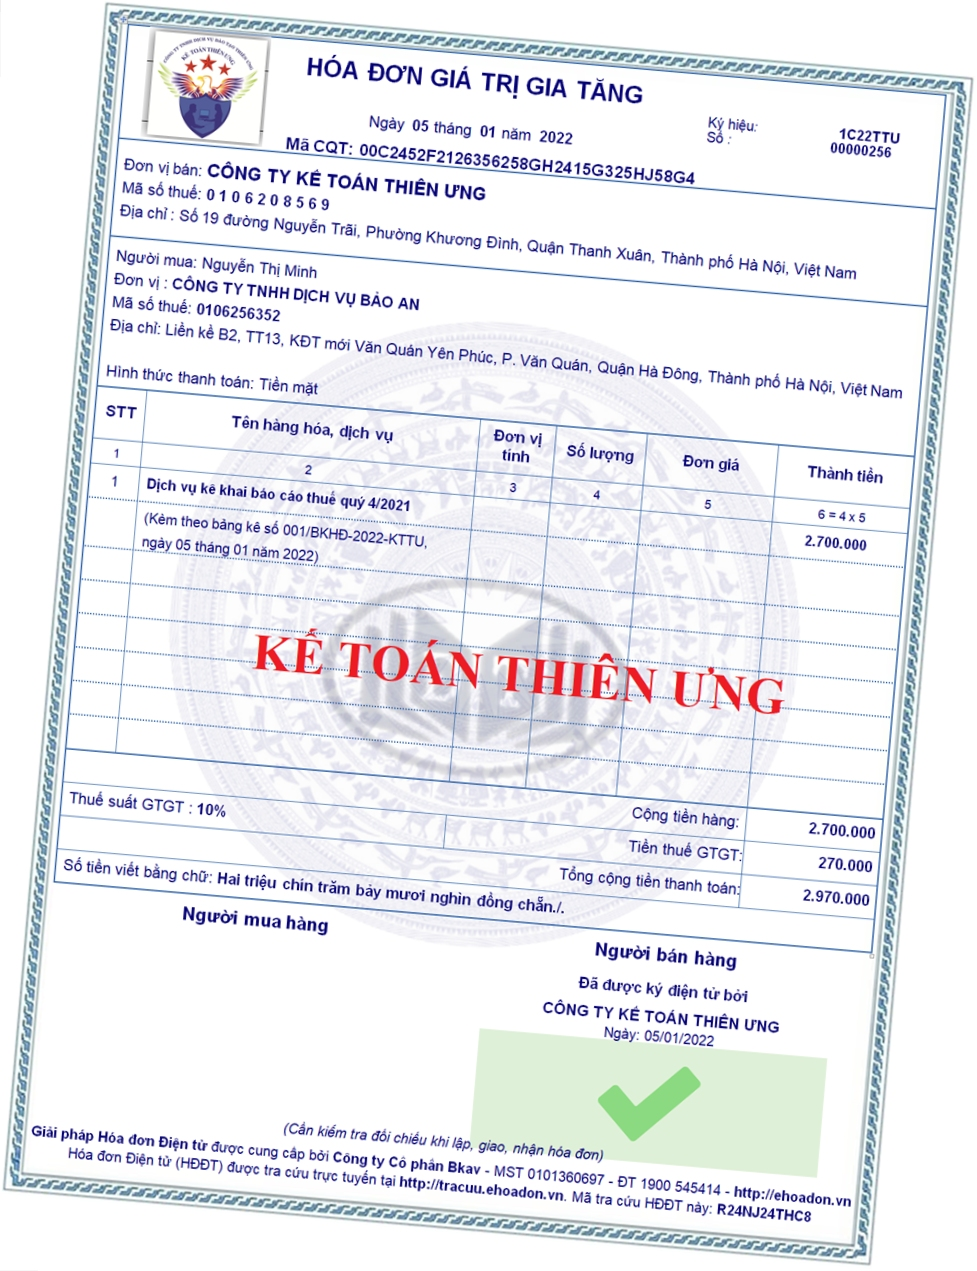 CÔNG TY TNHH DỊCH VỤ ĐÀO TẠO THIÊN ƯNG
KẾ TOÁN THIÊN ƯNG
HÓA ĐƠN GIÁ TRỊ GIA TĂNG
Ngày 05 tháng 01 năm 2022
Ký hiệu: 1C22TTU
Số : 00000256
Mã CQT: 00C2452F2126356258GH2415G325HJ58G4
Đơn vị bán: CÔNG TY KẾ TOÁN THIÊN ƯNG
Mã số thuế: 0 1 0 6 2 0 8 5 6 9
Địa chỉ : Số 19 đường Nguyễn Trãi, Phường Khương Đình, Quận Thanh Xuân, Thành phố Hà Nội, Việt Nam
Người mua: Nguyễn Thị Minh
Đơn vị : CÔNG TY TNHH DỊCH VỤ BẢO AN
Mã số thuế: 0106256352
Địa chỉ: Liền kề B2, TT13, KĐT mới Văn Quán Yên Phúc, P. Văn Quán, Quận Hà Đông, Thành phố Hà Nội, Việt Nam
Hình thức thanh toán: Tiền mặt
STT Tên hàng hóa, dịch vụ Đơn vị tính Số lượng Đơn giá Thành tiền
1 2 3 4 5 6 = 4 x 5
1 Dịch vụ kê khai báo cáo thuế quý 4/2021 2.700.000
(Kèm theo bảng kê số 001/BKHĐ-2022-KTTU,
ngày 05 tháng 01 năm 2022)
KẾ TOÁN THIÊN ƯNG
Cộng tiền hàng: 2.700.000
Thuế suất GTGT : 10% Tiền thuế GTGT: 270.000
Tổng cộng tiền thanh toán: 2.970.000
Số tiền viết bằng chữ: Hai triệu chín trăm bảy mươi nghìn đồng chẵn./.
Người mua hàng Người bán hàng
Đã được ký điện tử bởi
CÔNG TY KẾ TOÁN THIÊN ƯNG
Ngày: 05/01/2022
(Cần kiểm tra đối chiếu khi lập, giao, nhận hóa đơn)
Giải pháp Hóa đơn Điện tử được cung cấp bởi Công ty Cổ phần Bkav - MST 0101360697 - ĐT 1900 545414 - http://ehoadon.vn
Hóa đơn Điện tử (HĐĐT) được tra cứu trực tuyến tại http://tracuu.ehoadon.vn. Mã tra cứu HĐĐT này: R24NJ24THC8